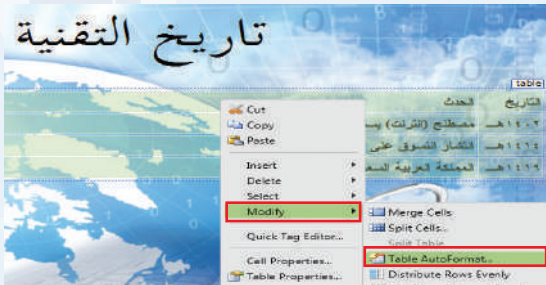 تاريخ التقنية
table
التاريخ الحدث
١٤٠٢هـ مصطلح (انترنت) يسـ
١٤١٤هـ انتشار التسوق على
١٤١٩هـ المملكة العربية السعـ
Cut
Copy
Paste
Insert
Delete
Select
Modify
Quick Tag Editor...
Cell Properties...
Table Properties...
Merge Cells
Split Cells...
Split Table
Table AutoFormat...
Distribute Rows Evenly